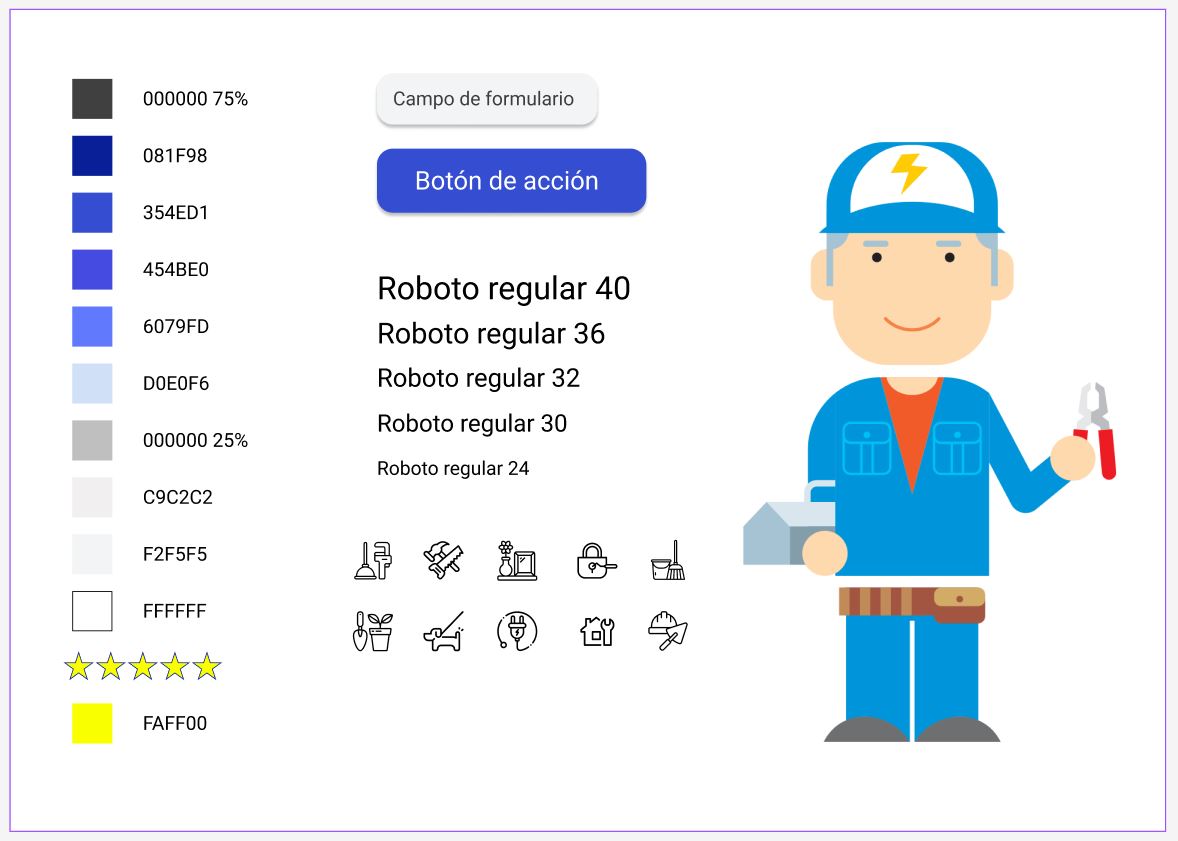 000000 75%
081F98
354ED1
454BE0
6079FD
D0E0F6
000000 25%
C9C2C2
F2F5F5
FFFFFF
FAFF00
Campo de formulario
Botón de acción
Roboto regular 40
Roboto regular 36
Roboto regular 32
Roboto regular 30
Roboto regular 24